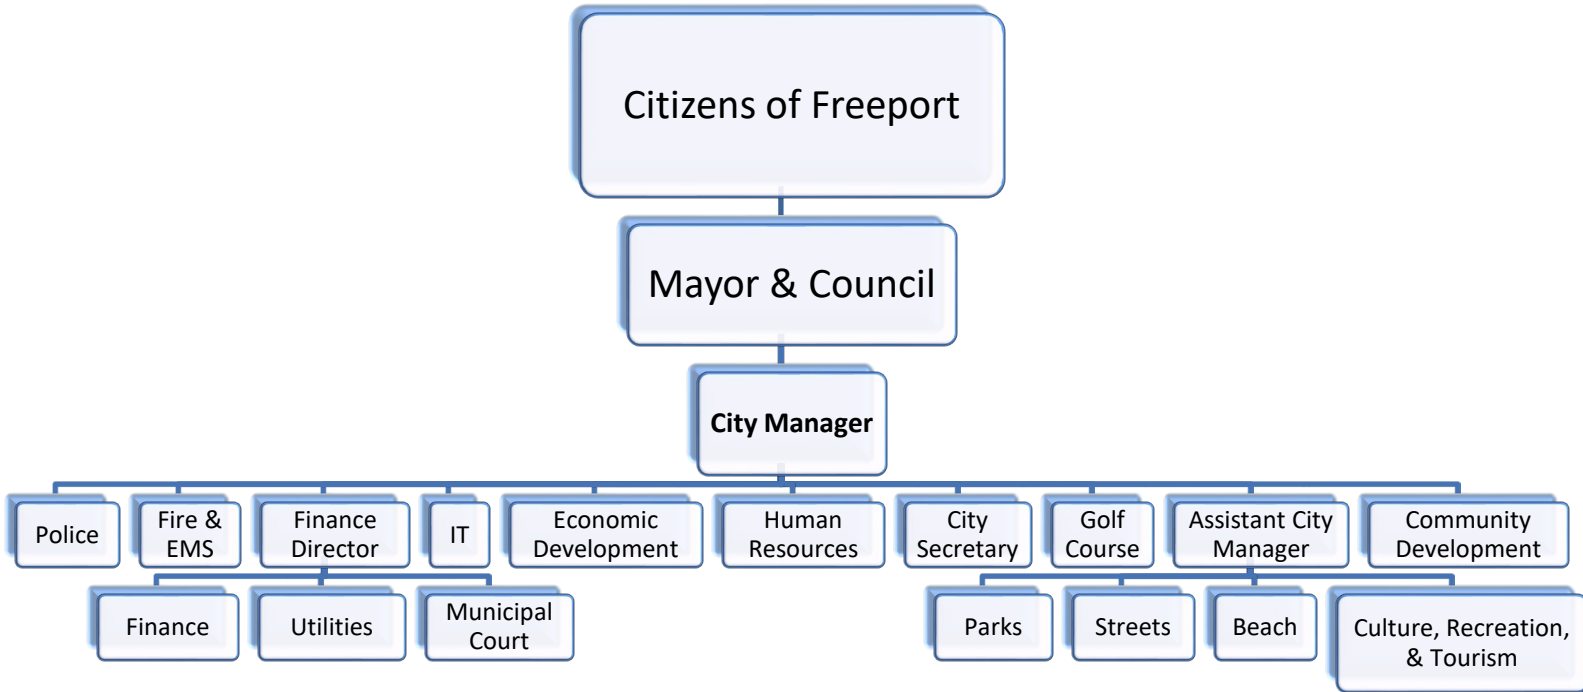 Citizens of Freeport
Mayor & Council
City Manager
Police
Fire &
EMS
Finance
Director
IT
Economic
Development
Human
Resources
City
Secretary
Golf
Course
Assistant City
Manager
Community
Development
Finance
Utilities
Municipal
Court
Parks
Streets
Beach
Culture, Recreation,
& Tourism